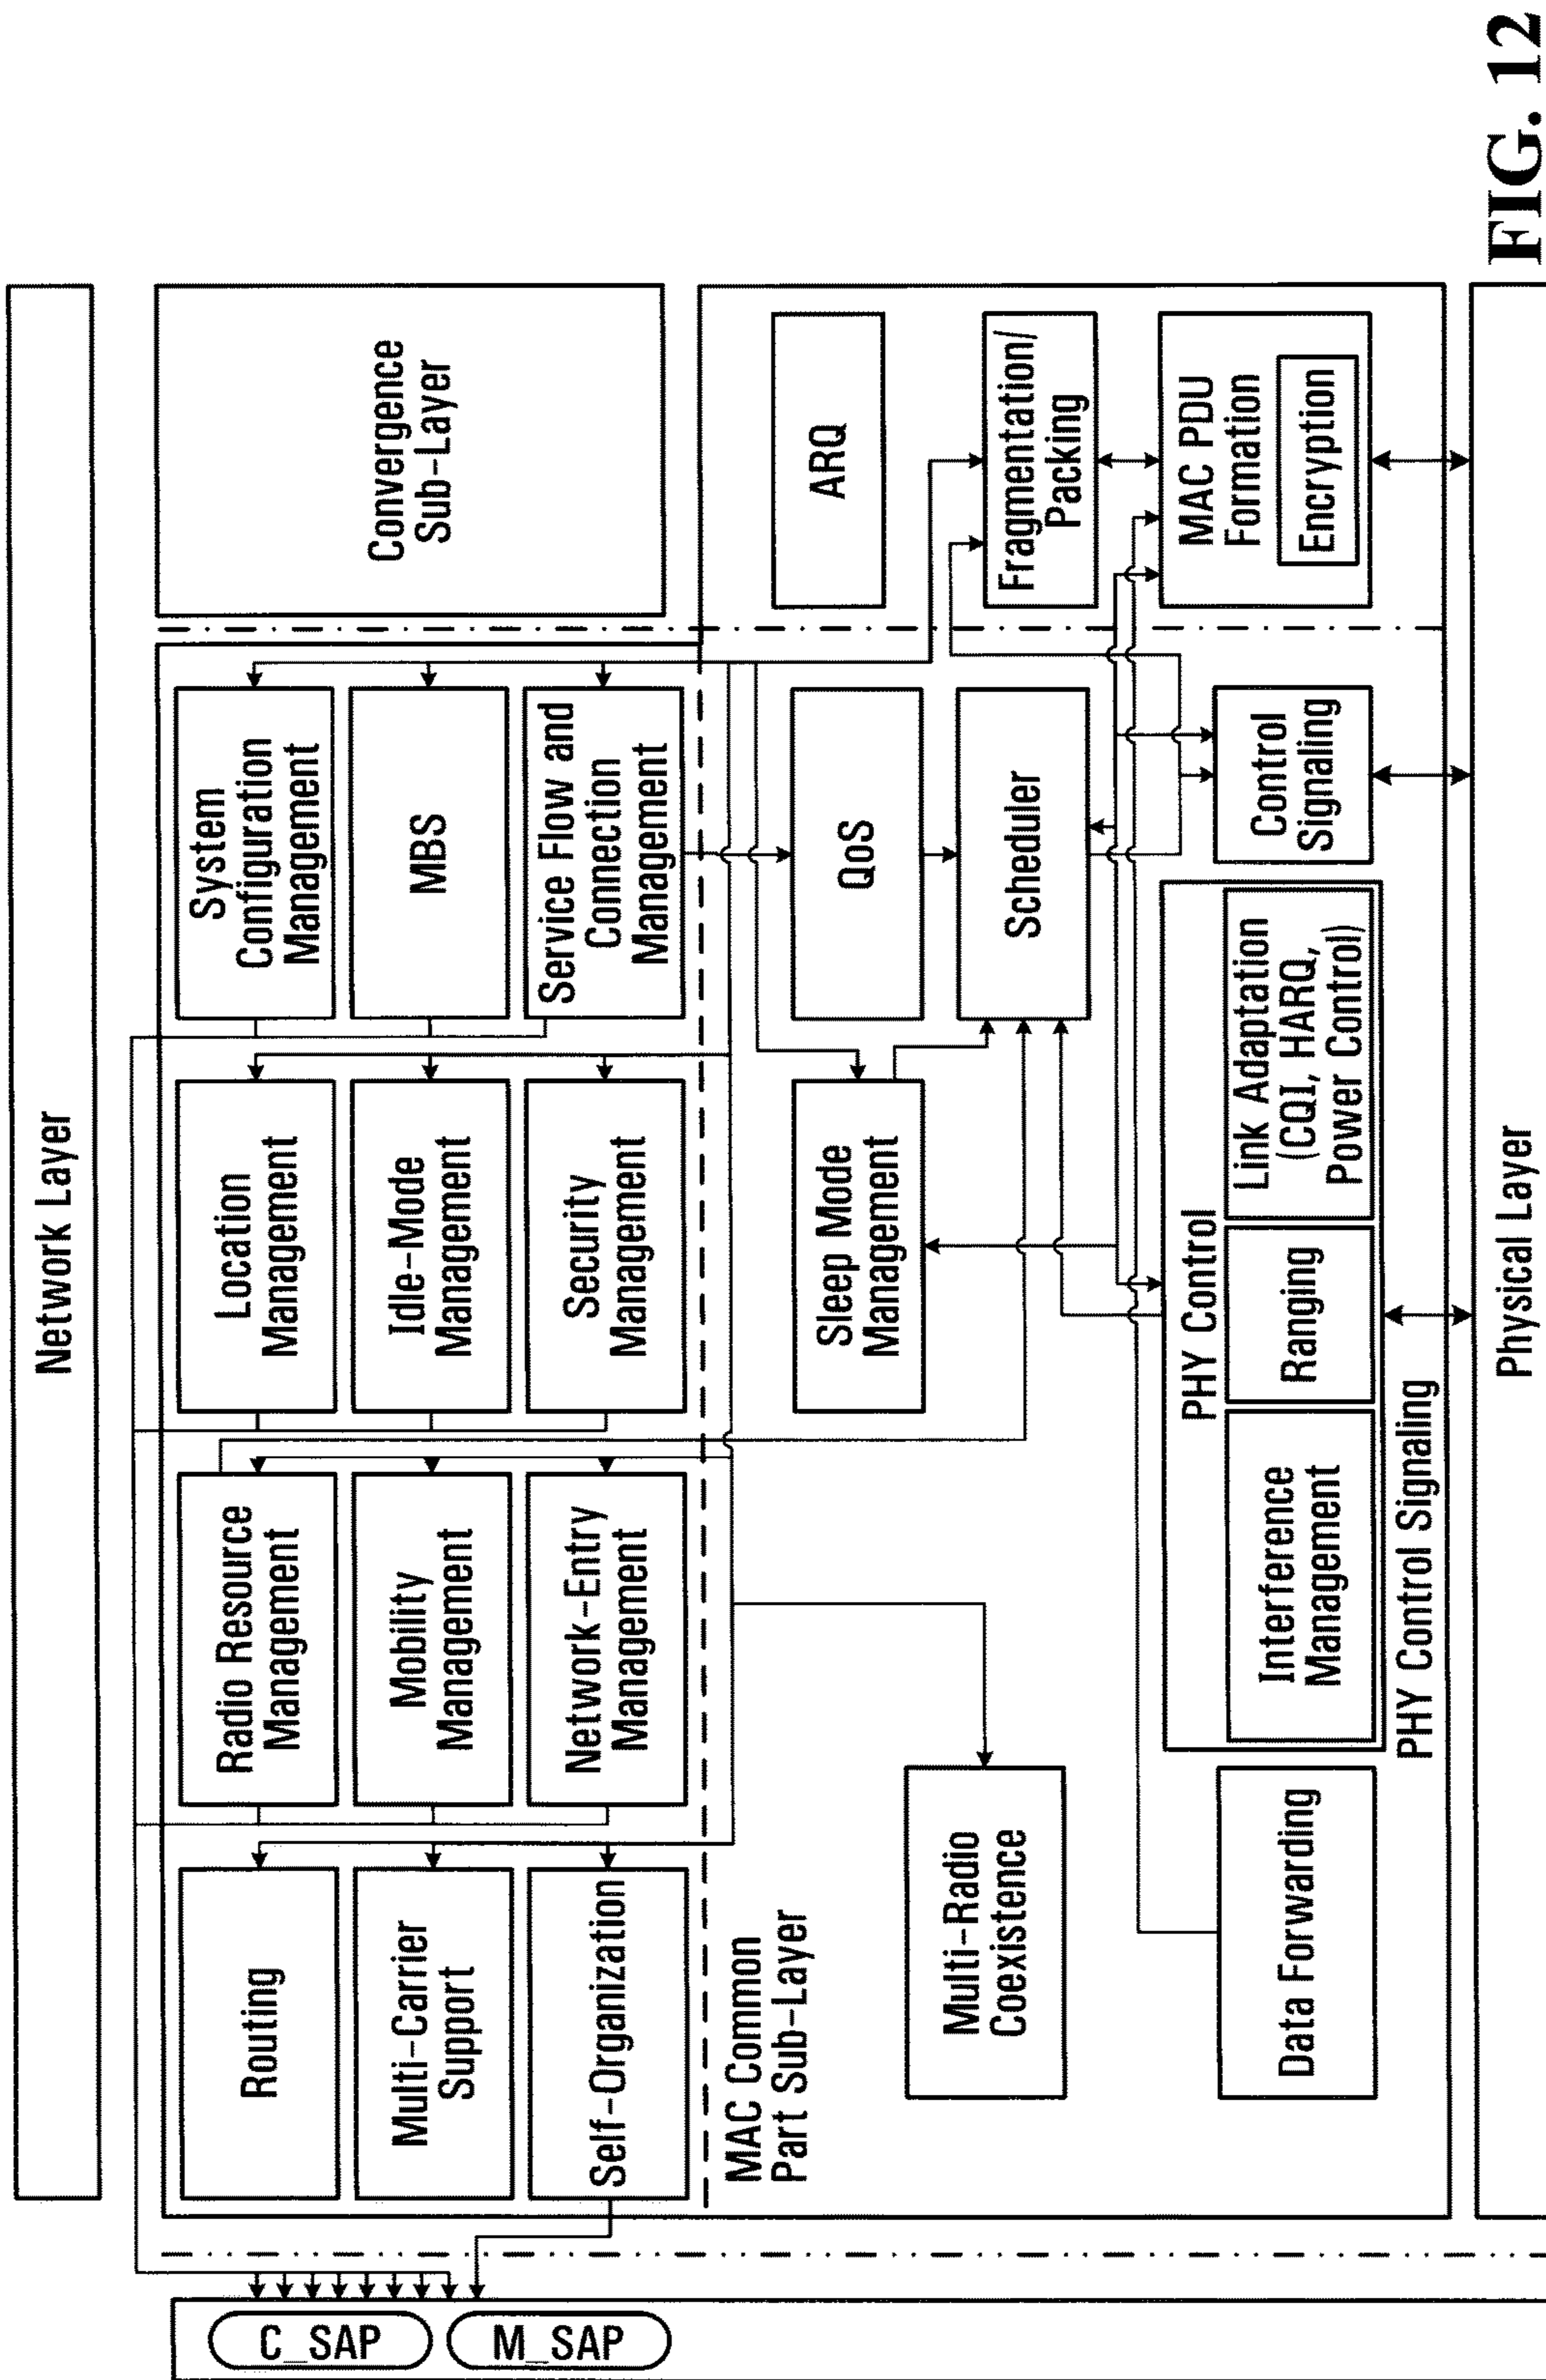 Network Layer
System
Configuration
Management
MBS
Service Flow and
Connection
Management
Location
Management
Idle-Mode
Management
Security
Management
Radio Resource
Management
Mobility
Management
Network-Entry
Management
Routing
Multi-Carrier
Support
Self-Organization
Convergence
Sub-Layer
C_SAP
M_SAP
MAC Common
Part Sub-Layer
QoS
Scheduler
Sleep Mode
Management
Multi-Radio
Coexistence
ARQ
Fragmentation/
Packing
MAC PDU
Formation
Encryption
Control
Signaling
PHY Control
Link Adaptation
(CQI, HARQ,
Power Control)
Ranging
Interference
Management
PHY Control Signaling
Data Forwarding
Physical Layer
FIG. 12